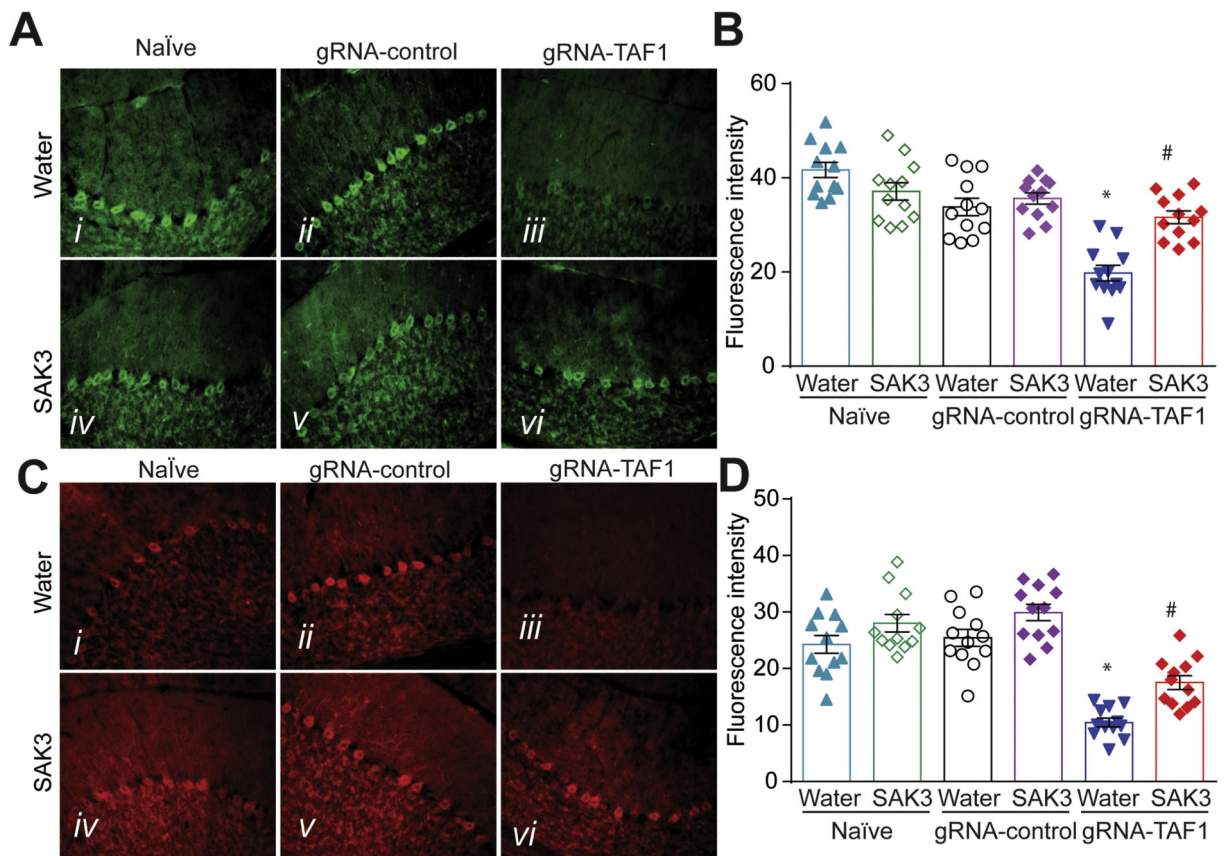 A
NaÏve gRNA-control gRNA-TAF1
Water
i ii iii
SAK3
iv v vi
B
Fluorescence intensity
60
40
20
0
* #
Water SAK3 Water SAK3 Water SAK3
Naïve gRNA-control gRNA-TAF1
C
NaÏve gRNA-control gRNA-TAF1
Water
i ii iii
SAK3
iv v vi
D
Fluorescence intensity
50
40
30
20
10
0
* #
Water SAK3 Water SAK3 Water SAK3
Naïve gRNA-control gRNA-TAF1